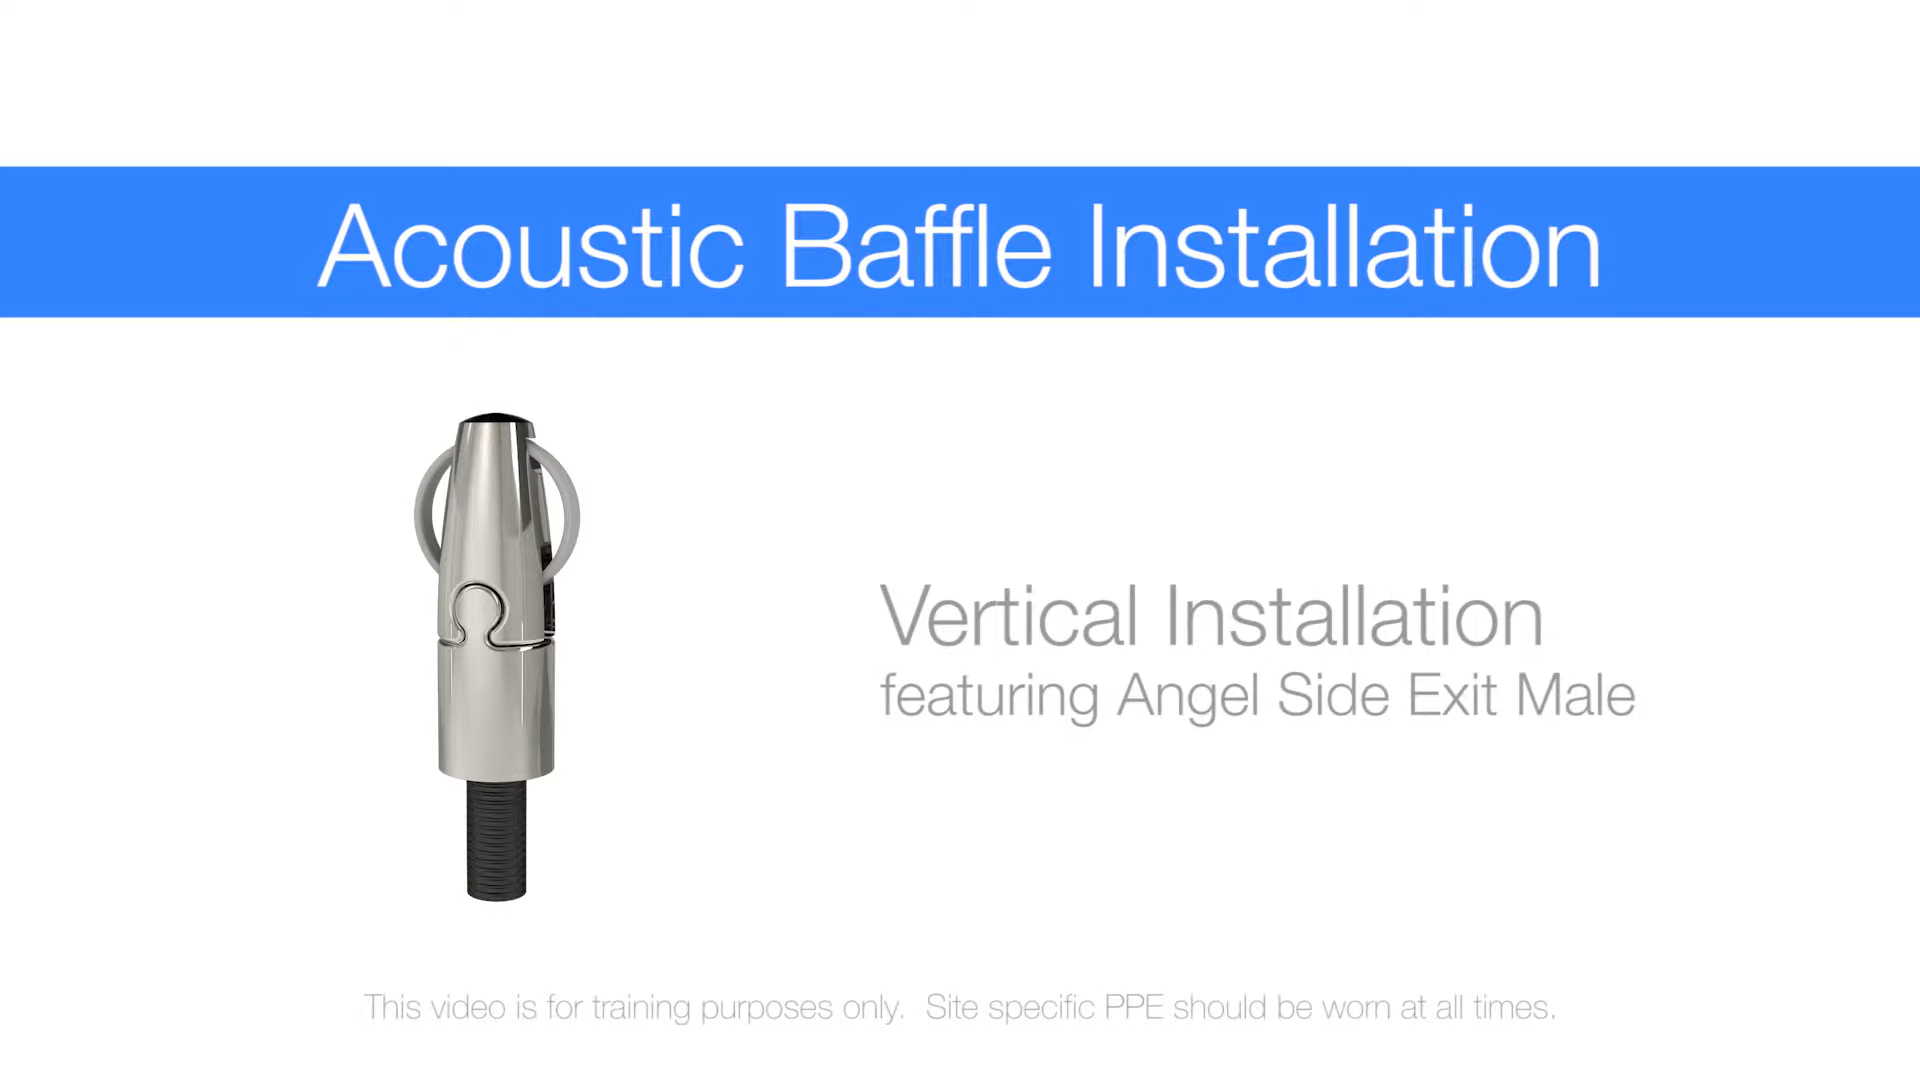 Acoustic Baffle Installation
Vertical Installation
featuring Angel Side Exit Male
This video is for training purposes only.  Site specific PPE should be worn at all times.